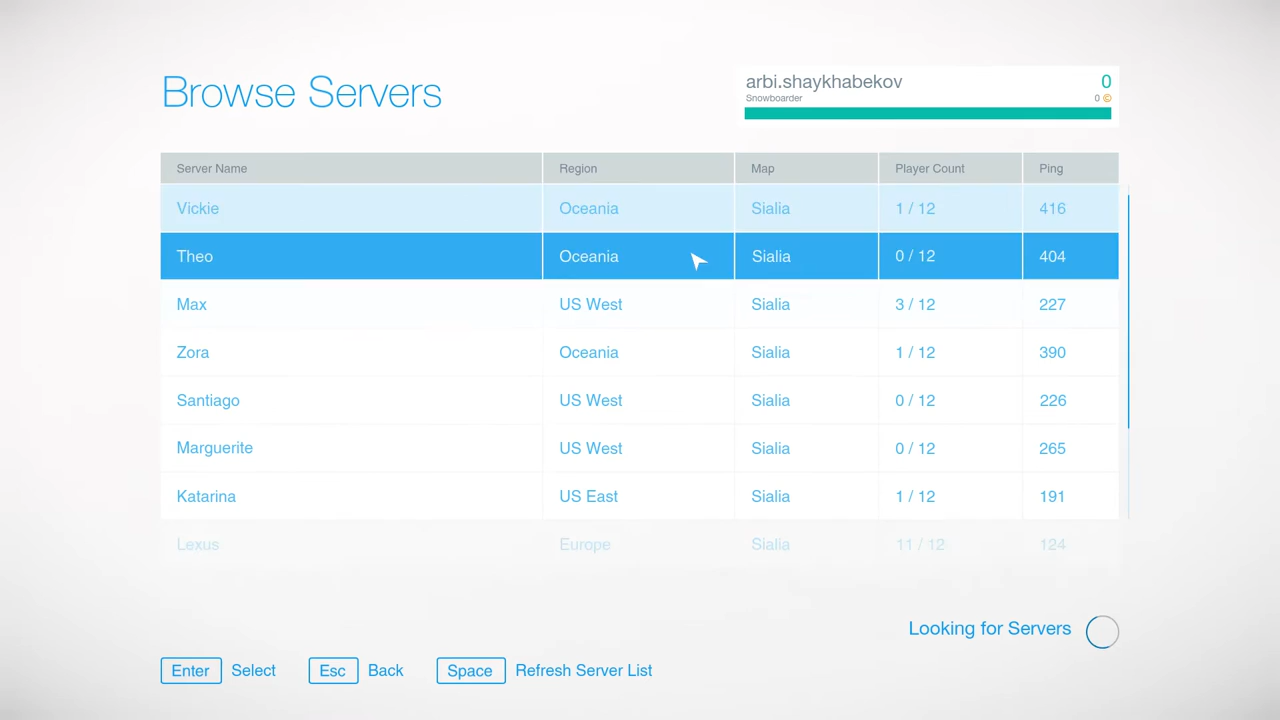 Browse Servers
arbi.shaykhabekov 0
Snowboarder 0 ©
Server Name Region Map Player Count Ping
Vickie Oceania Sialia 1 / 12 416
Theo Oceania Sialia 0 / 12 404
Max US West Sialia 3 / 12 227
Zora Oceania Sialia 1 / 12 390
Santiago US West Sialia 0 / 12 226
Marguerite US West Sialia 0 / 12 265
Katarina US East Sialia 1 / 12 191
Lexus Europe Sialia 11 / 12 124
Looking for Servers
Enter Select Esc Back Space Refresh Server List